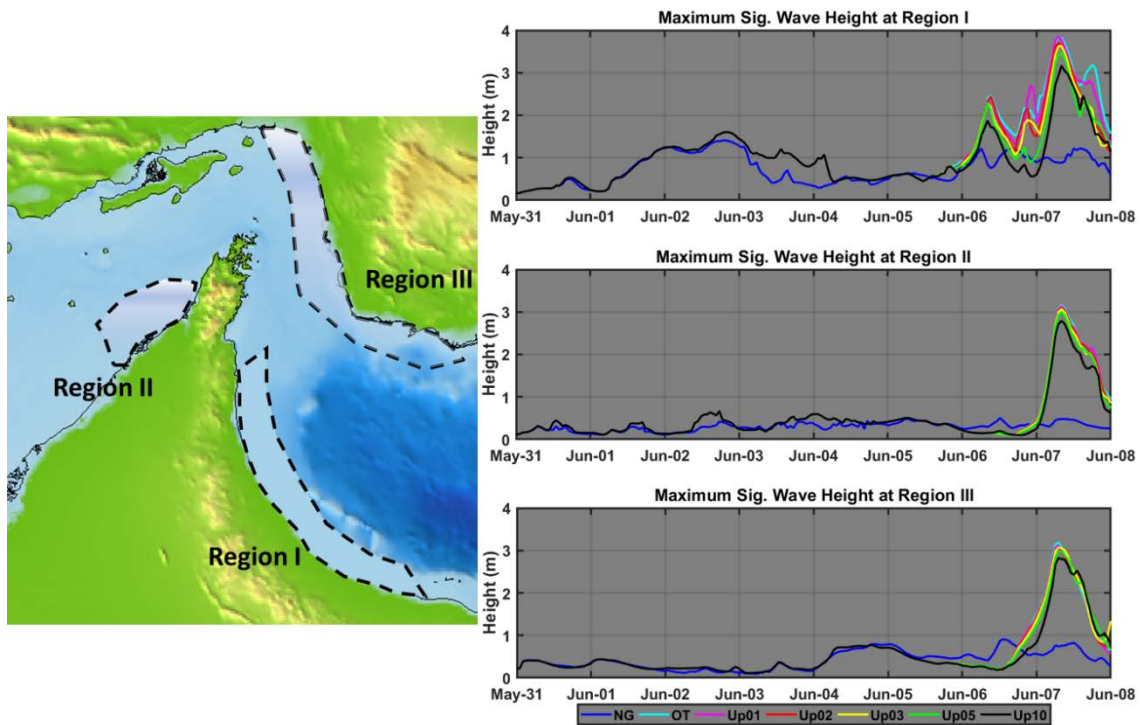 Region III
Region II
Region I
Maximum Sig. Wave Height at Region I
Height (m)
4
3
2
1
0
May-31 Jun-01 Jun-02 Jun-03 Jun-04 Jun-05 Jun-06 Jun-07 Jun-08
Maximum Sig. Wave Height at Region II
Height (m)
4
3
2
1
0
May-31 Jun-01 Jun-02 Jun-03 Jun-04 Jun-05 Jun-06 Jun-07 Jun-08
Maximum Sig. Wave Height at Region III
Height (m)
4
3
2
1
0
May-31 Jun-01 Jun-02 Jun-03 Jun-04 Jun-05 Jun-06 Jun-07 Jun-08
NG OT Up01 Up02 Up03 Up05 Up10